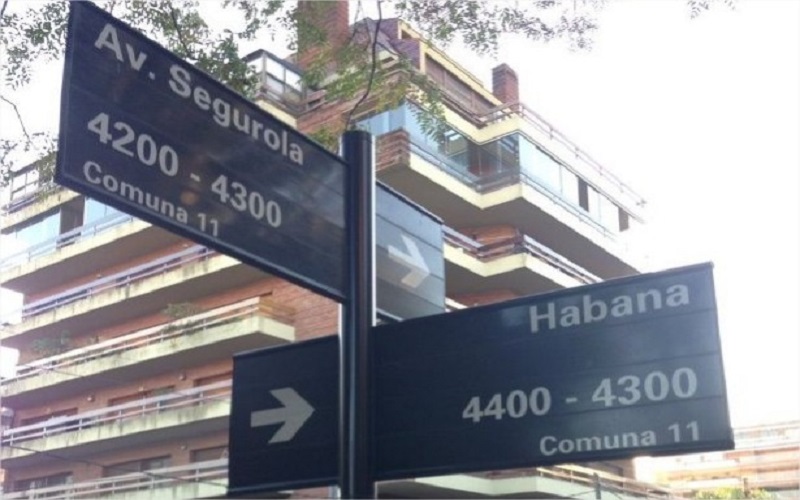 Av. Segurola
4200 - 4300
Comuna 11
Habana
4400 - 4300
Comuna 11